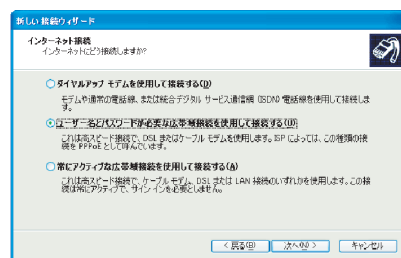 新しい接続ウィザード
インターネット接続
インターネットにどう接続しますか?
ダイヤルアップ モデムを使用して接続する(D)
モデムや通常の電話線、または統合デジタル サービス通信網 (ISDN) 電話線を使用して接続しま
す。
ユーザー名とパスワードが必要な広帯域接続を使用して接続する(U)
これは高スピード接続で、DSL またはケーブル モデムを使用します。ISP によっては、この種類の接
続を PPPoE として呼んでいます。
常にアクティブな広帯域接続を使用して接続する(A)
これは高スピード接続で、ケーブル モデム、DSL または LAN 接続のいずれかを使用します。この接
続は常にアクティブで、サイン インを必要としません。
< 戻る(B)
次へ(N) >
キャンセル